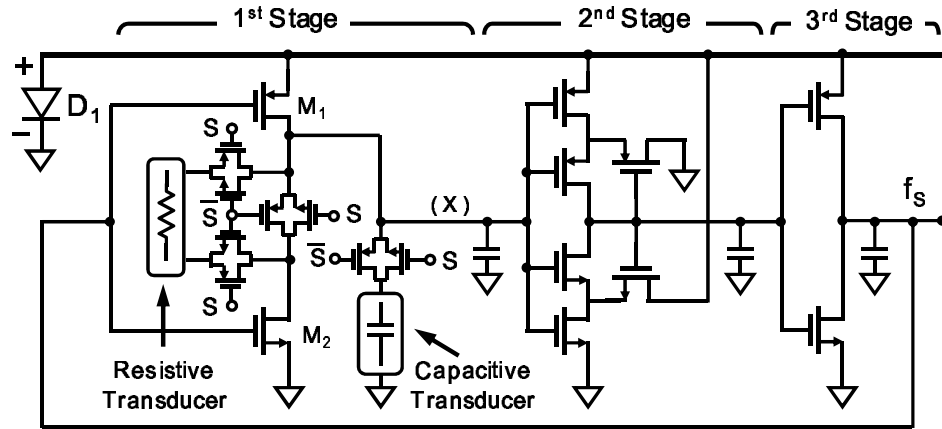 1st Stage
2nd Stage
3rd Stage
+
D1
−
M1
S
S̅
S
S
(X)
fS
S̅
S
M2
Resistive
Transducer
Capacitive
Transducer